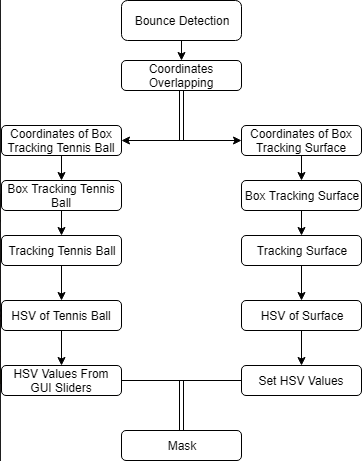 Bounce Detection
Coordinates
Overlapping
Coordinates of Box
Tracking Tennis Ball
Coordinates of Box
Tracking Surface
Box Tracking Tennis
Ball
Box Tracking Surface
Tracking Tennis Ball
Tracking Surface
HSV of Tennis Ball
HSV of Surface
HSV Values From
GUI Sliders
Set HSV Values
Mask